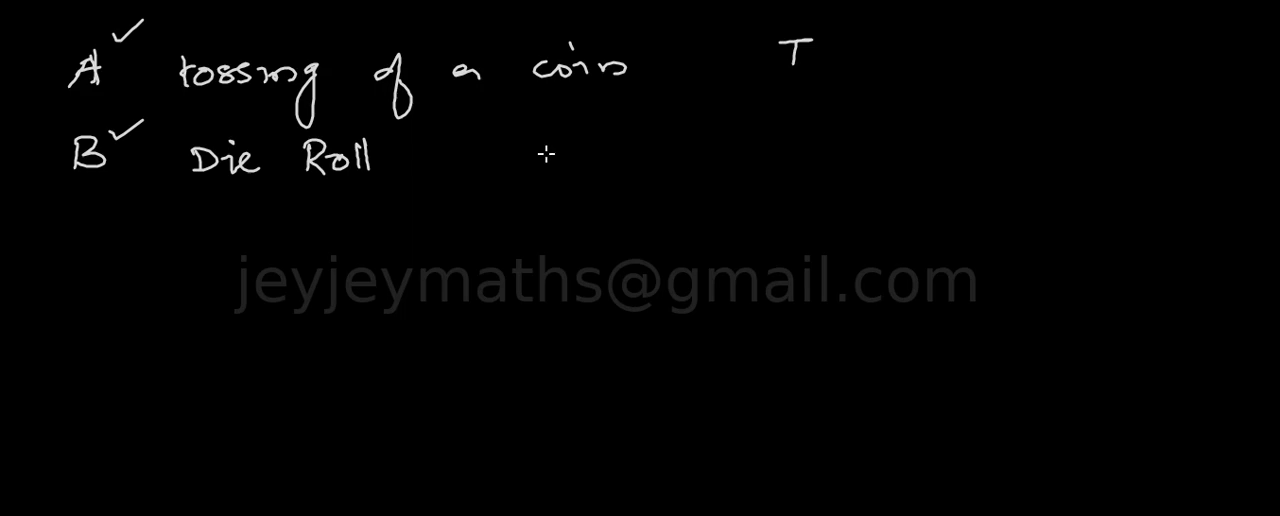 A✓ tossing of a coin T
B✓ Die Roll
jeyjeymaths@gmail.com